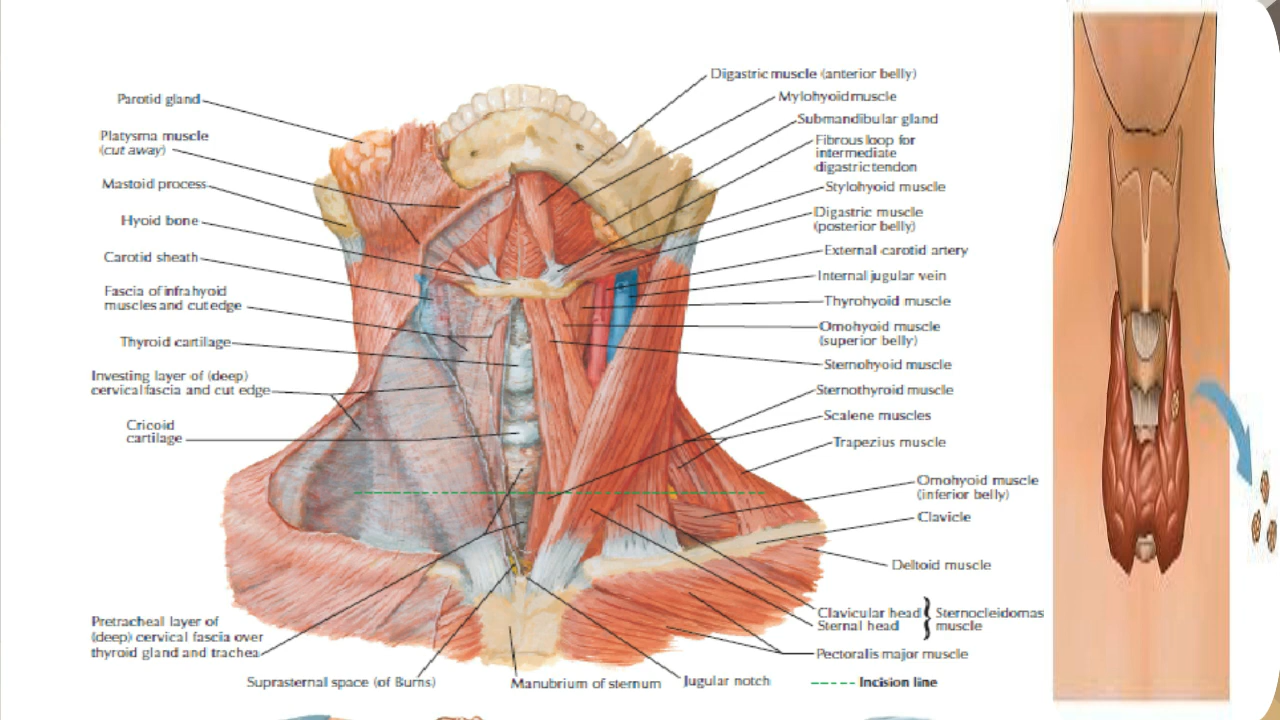 Parotid gland
Platysma muscle
(cut away)
Mastoid process
Hyoid bone
Carotid sheath
Fascia of infrahyoid
muscles and cut edge
Thyroid cartilage
Investing layer of (deep)
cervical fascia and cut edge
Cricoid
cartilage
Pretracheal layer of
(deep) cervical fascia over
thyroid gland and trachea
Suprasternal space (of Burns)
Manubrium of sternum
Jugular notch
Digastric muscle (anterior belly)
Mylohyoid muscle
Submandibular gland
Fibrous loop for
intermediate
digastric tendon
Stylohyoid muscle
Digastric muscle
(posterior belly)
External carotid artery
Internal jugular vein
Thyrohyoid muscle
Omohyoid muscle
(superior belly)
Sternohyoid muscle
Sternothyroid muscle
Scalene muscles
Trapezius muscle
Omohyoid muscle
(inferior belly)
Clavicle
Deltoid muscle
Clavicular head } Sternocleidomas
Sternal head muscle
Pectoralis major muscle
Incision line